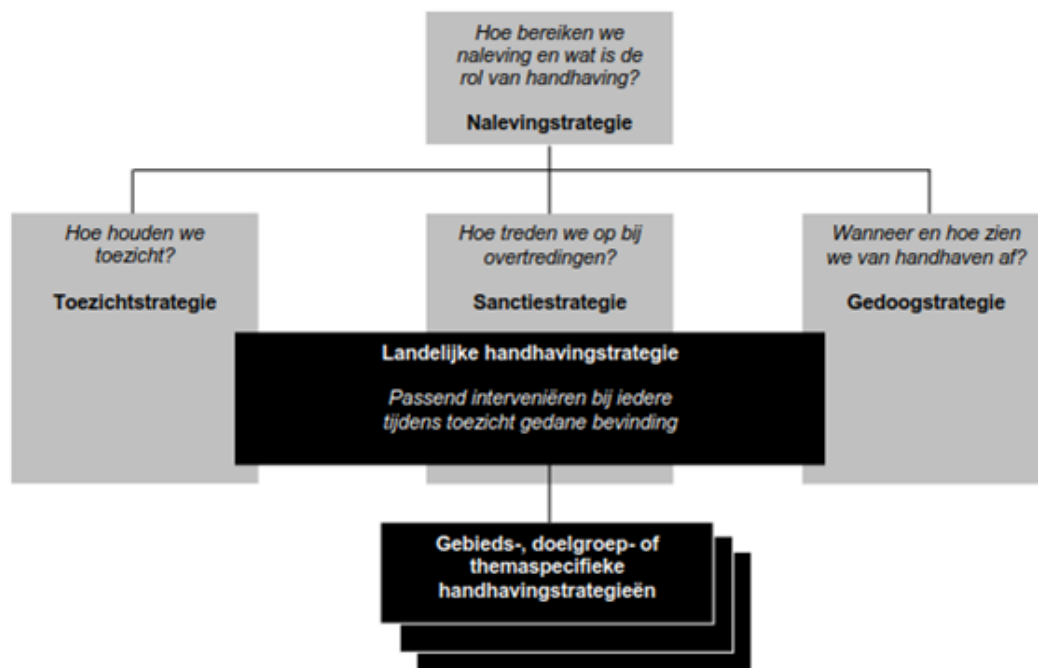 Hoe bereiken we
naleving en wat is de
rol van handhaving?
Nalevingstrategie
Hoe houden we
toezicht?
Toezichtstrategie
Hoe treden we op bij
overtredingen?
Sanctiestrategie
Wanneer en hoe zien
we van handhaven af?
Gedoogstrategie
Landelijke handhavingstrategie
Passend interveniëren bij iedere
tijdens toezicht gedane bevinding
Gebieds-, doelgroep- of
themaspecifieke
handhavingstrategieën